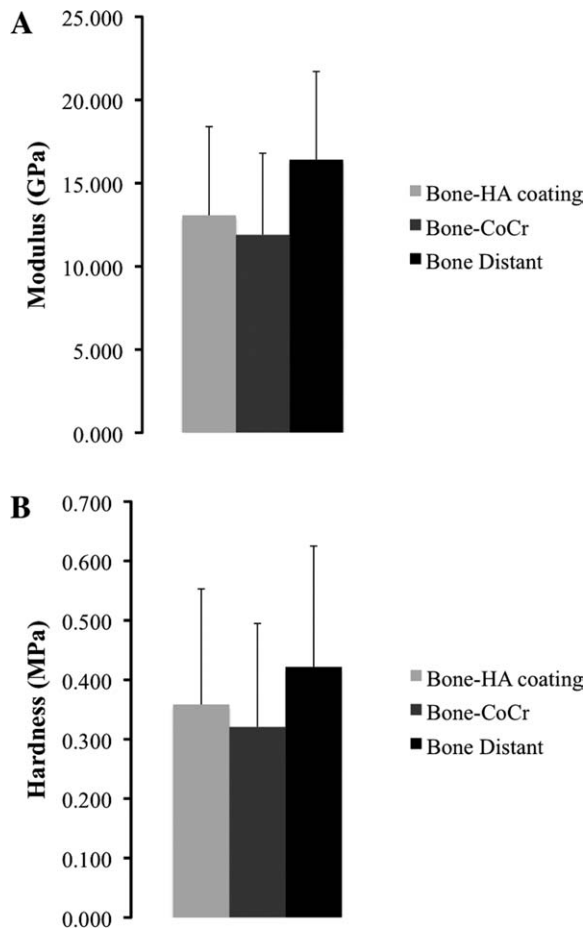 A
Modulus (GPa)
25.000
20.000
15.000
10.000
5.000
0.000
Bone-HA coating
Bone-CoCr
Bone Distant
B
Hardness (MPa)
0.700
0.600
0.500
0.400
0.300
0.200
0.100
0.000
Bone-HA coating
Bone-CoCr
Bone Distant